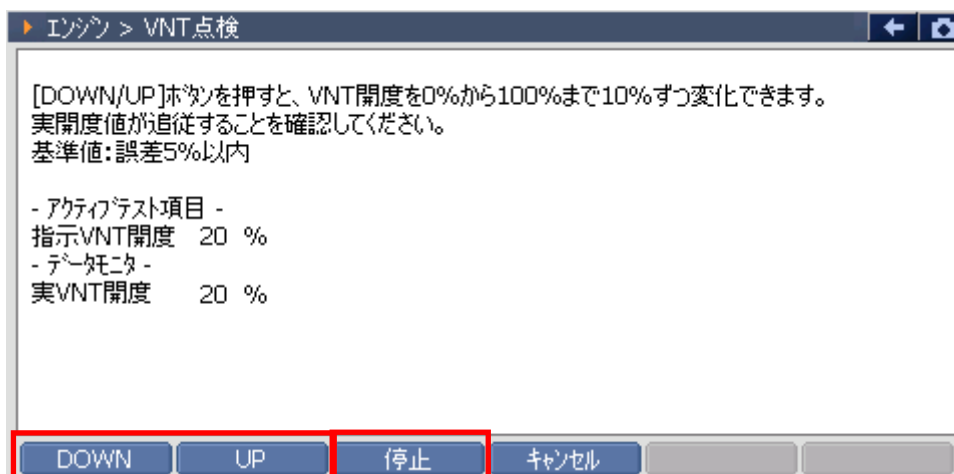 エンジン > VNT点検
[DOWN/UP]ボタンを押すと、VNT開度を0%から100%まで10%ずつ変化できます。
実開度値が追従することを確認してください。
基準値:誤差5%以内
- アクティブテスト項目 -
指示VNT開度 20 %
- データモニタ -
実VNT開度 20 %
DOWN UP 停止 キャンセル